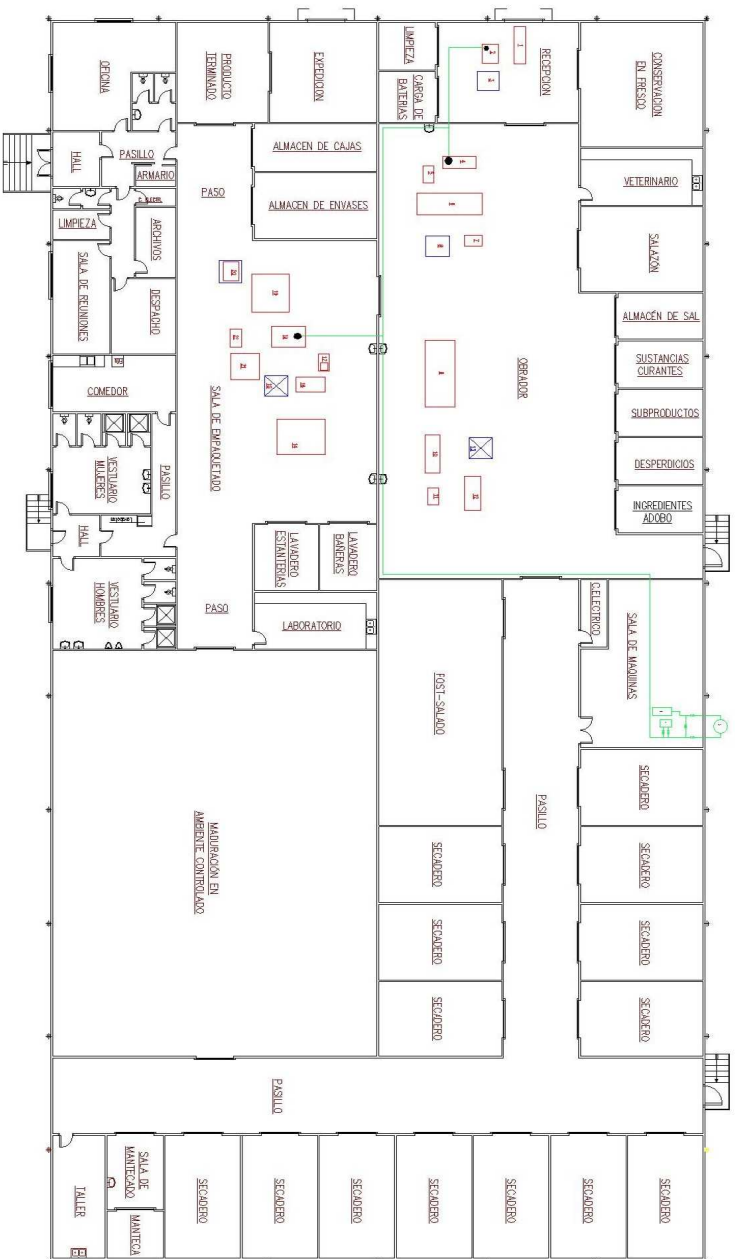 LIMPIEZA
RECEPCION
CONSERVACION
EN FRESCO
OFICINA
PRODUCTO
TERMINADO
EXPEDICION
CARGA DE
BATERIAS
HALL
PASILLO
ARMARIO
ALMACEN DE CAJAS
PASO
ALMACEN DE ENVASES
VETERINARIO
LIMPIEZA
ARCHIVOS
SALAZÓN
SALA DE REUNIONES
DESPACHO
ALMACÉN DE SAL
SUSTANCIAS
CURANTES
OBRADOR
COMEDOR
SALA DE EMPAQUETADO
SUBPRODUCTOS
DESPERDICIOS
VESTUARIO
MUJERES
PASILLO
INGREDIENTES
ADOBO
HALL
LAVADERO
ESTANTERIAS
LAVADERO
BAÑERAS
VESTUARIO
HOMBRES
PASO
LABORATORIO
C.ELECTRICO
SALA DE MAQUINAS
POST-SALADO
SECADERO
PASILLO
MADURACIÓN EN
AMBIENTE CONTROLADO
SECADERO
SECADERO
SECADERO
SECADERO
SECADERO
SECADERO
PASILLO
TALLER
SALA DE
MANTECADO
MANTECA
SECADERO
SECADERO
SECADERO
SECADERO
SECADERO
SECADERO
SECADERO